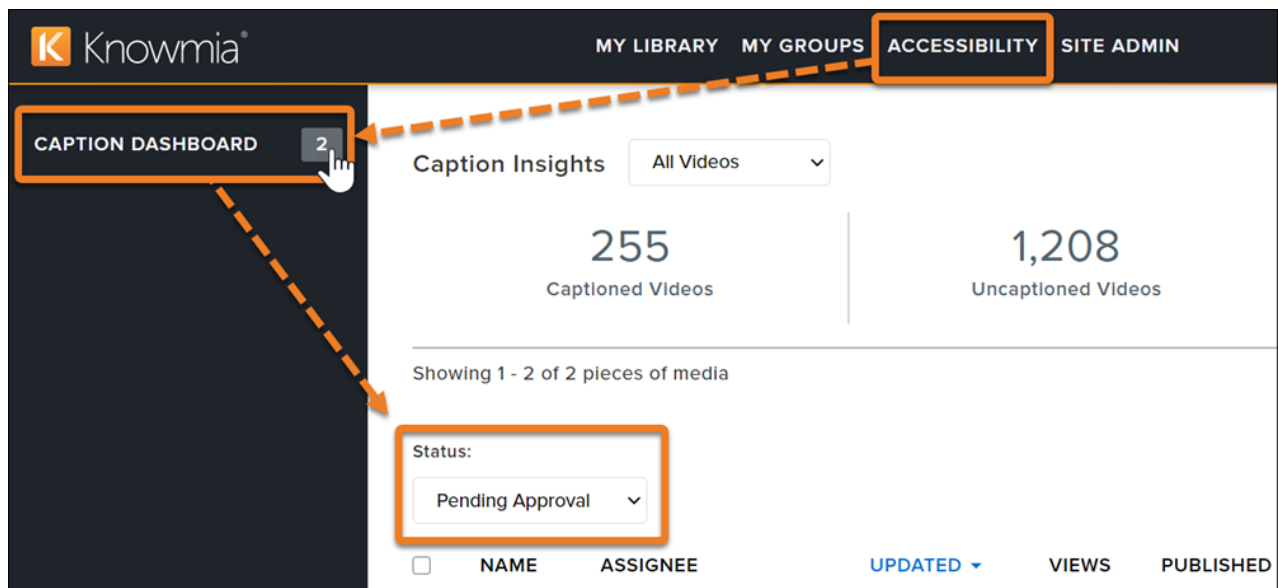 K Knowmia®
MY LIBRARY MY GROUPS ACCESSIBILITY SITE ADMIN
CAPTION DASHBOARD 2
Caption Insights All Videos
255 1,208
Captioned Videos Uncaptioned Videos
Showing 1 - 2 of 2 pieces of media
Status:
Pending Approval
NAME ASSIGNEE UPDATED VIEWS PUBLISHED